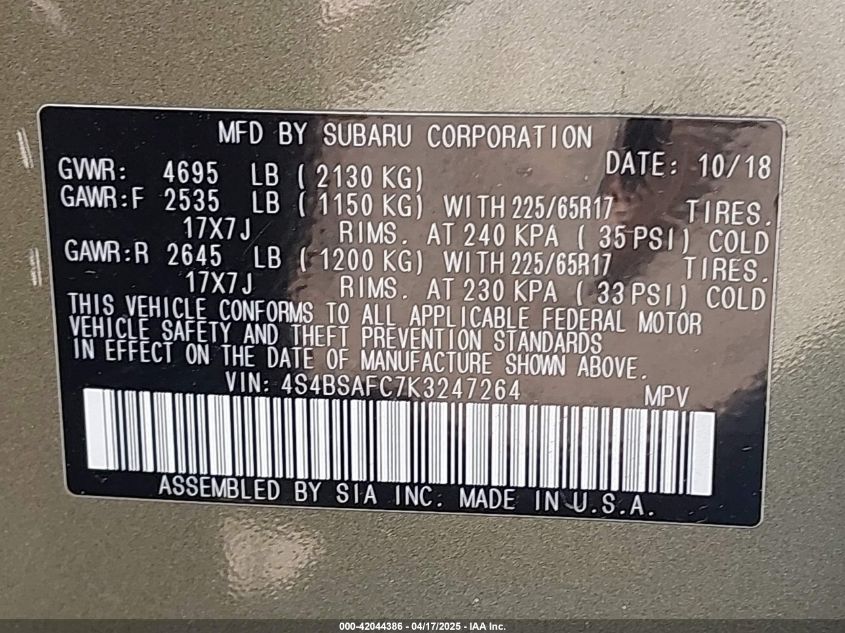 MFD BY SUBARU CORPORATION
DATE: 10/18
GVWR: 4695 LB ( 2130 KG)
GAWR:F 2535 LB ( 1150 KG) WITH 225/65R17 TIRES.
17X7J RIMS. AT 240 KPA ( 35 PSI) COLD
GAWR:R 2645 LB ( 1200 KG) WITH 225/65R17 TIRES.
17X7J RIMS. AT 230 KPA ( 33 PSI) COLD
THIS VEHICLE CONFORMS TO ALL APPLICABLE FEDERAL MOTOR
VEHICLE SAFETY AND THEFT PREVENTION STANDARDS
IN EFFECT ON THE DATE OF MANUFACTURE SHOWN ABOVE.
VIN: 4S4BSAFC7K3247264 MPV
ASSEMBLED BY SIA INC. MADE IN U.S.A.
000-42044386 - 04/17/2025 - IAA Inc.